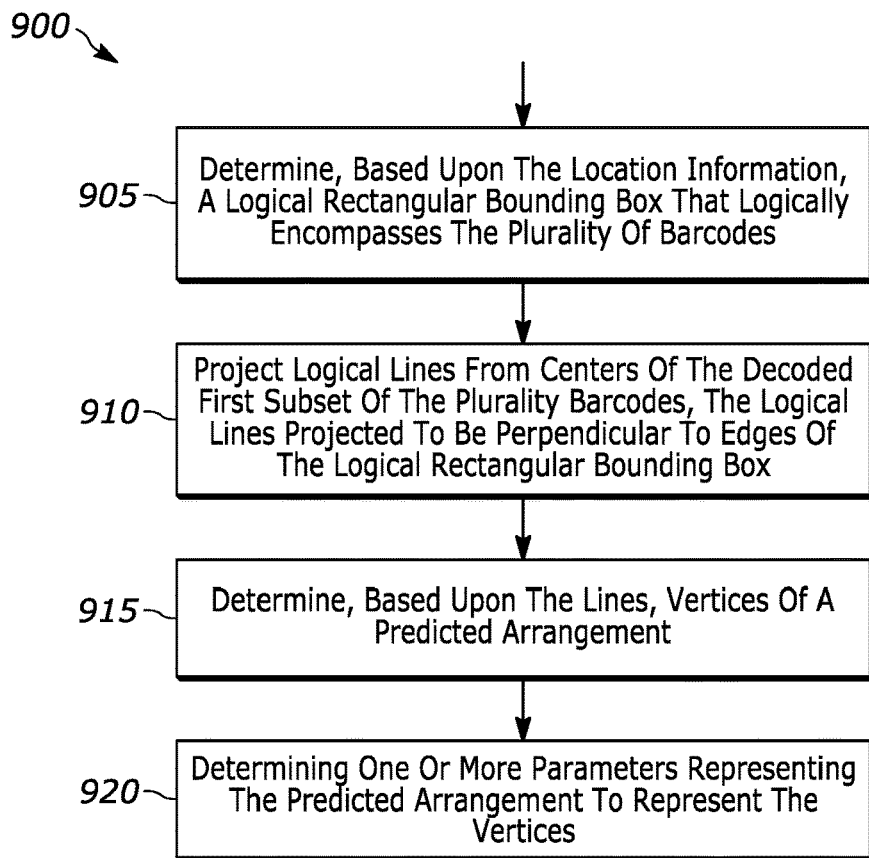 900
905
Determine, Based Upon The Location Information,
A Logical Rectangular Bounding Box That Logically
Encompasses The Plurality Of Barcodes
910
Project Logical Lines From Centers Of The Decoded
First Subset Of The Plurality Barcodes, The Logical
Lines Projected To Be Perpendicular To Edges Of
The Logical Rectangular Bounding Box
915
Determine, Based Upon The Lines, Vertices Of A
Predicted Arrangement
920
Determining One Or More Parameters Representing
The Predicted Arrangement To Represent The
Vertices